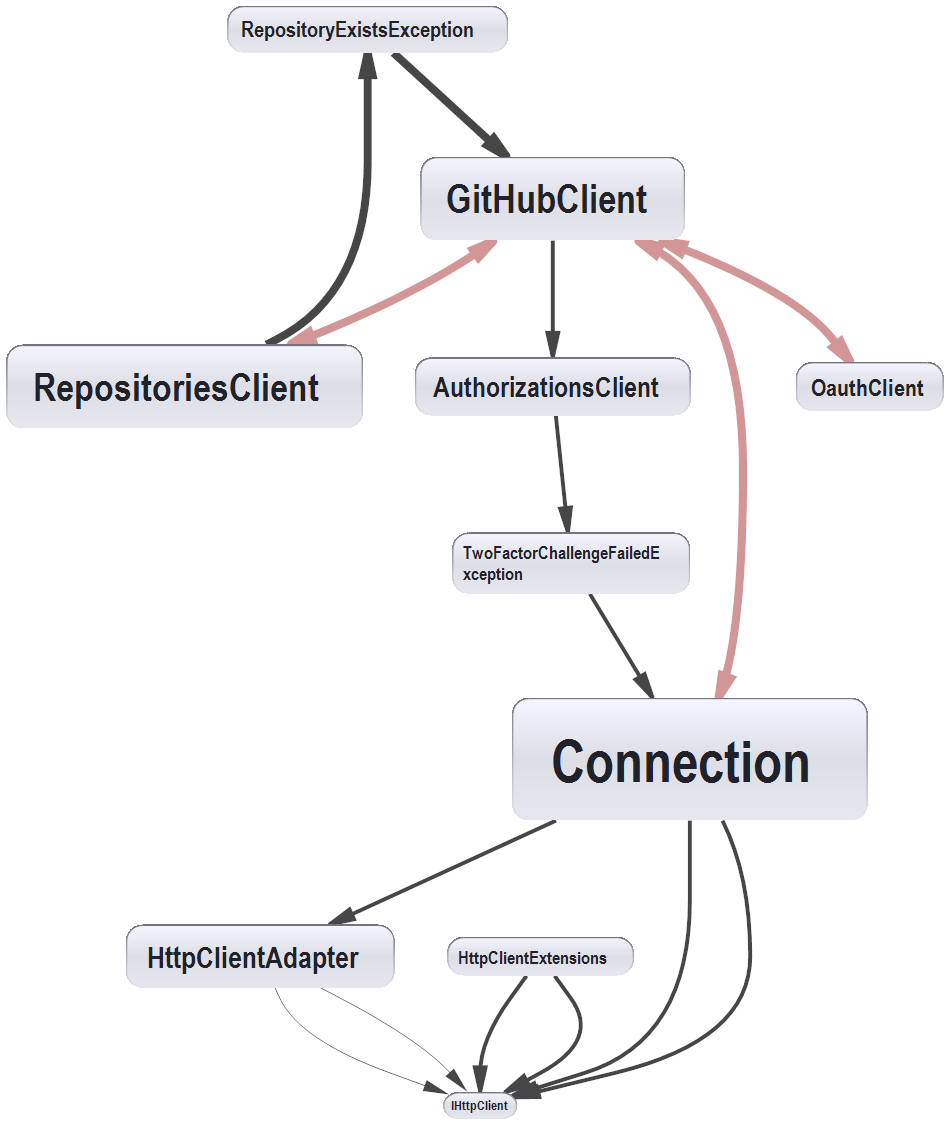 RepositoryExistsException
GitHubClient
RepositoriesClient
AuthorizationsClient
OauthClient
TwoFactorChallengeFailedE
xception
Connection
HttpClientAdapter
HttpClientExtensions
IHttpClient